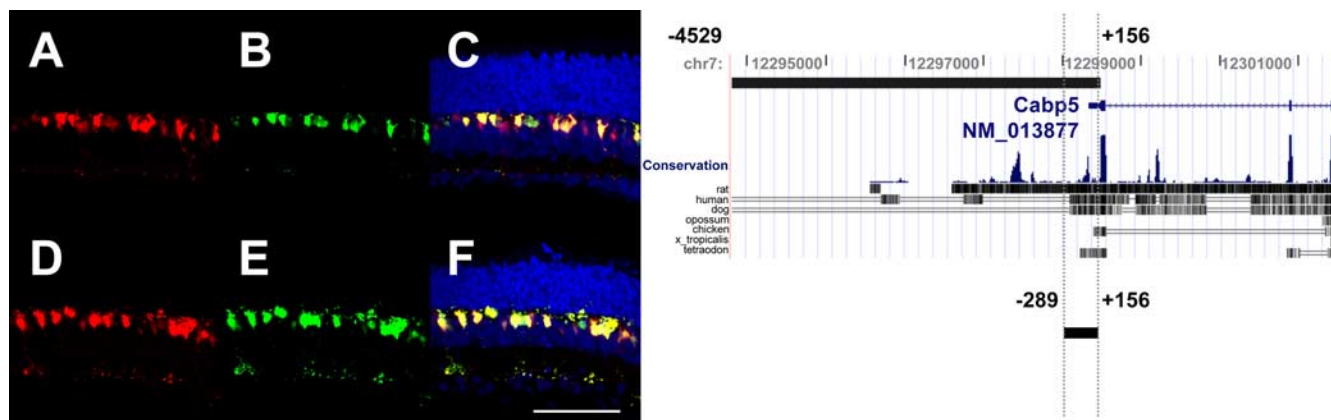 A B C
D E F
-4529 +156
chr7: 12295000 12297000 12299000 12301000
Cabp5
NM_013877
Conservation
rat
human
dog
opossum
chicken
x_tropicalis
tetraodon
-289 +156